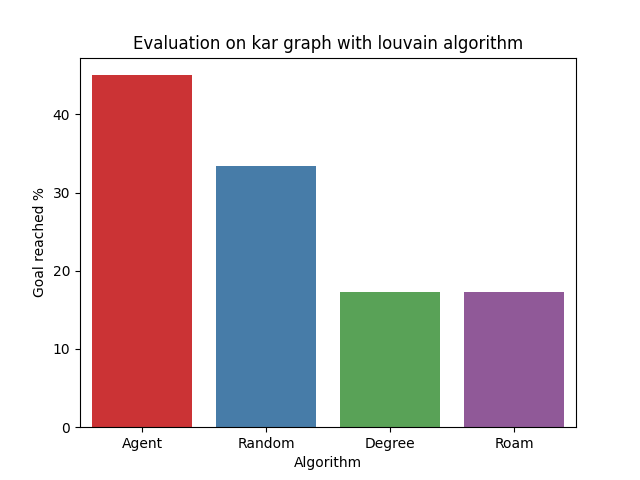 Evaluation on kar graph with louvain algorithm
Goal reached %
40
30
20
10
0
Agent Random Degree Roam
Algorithm